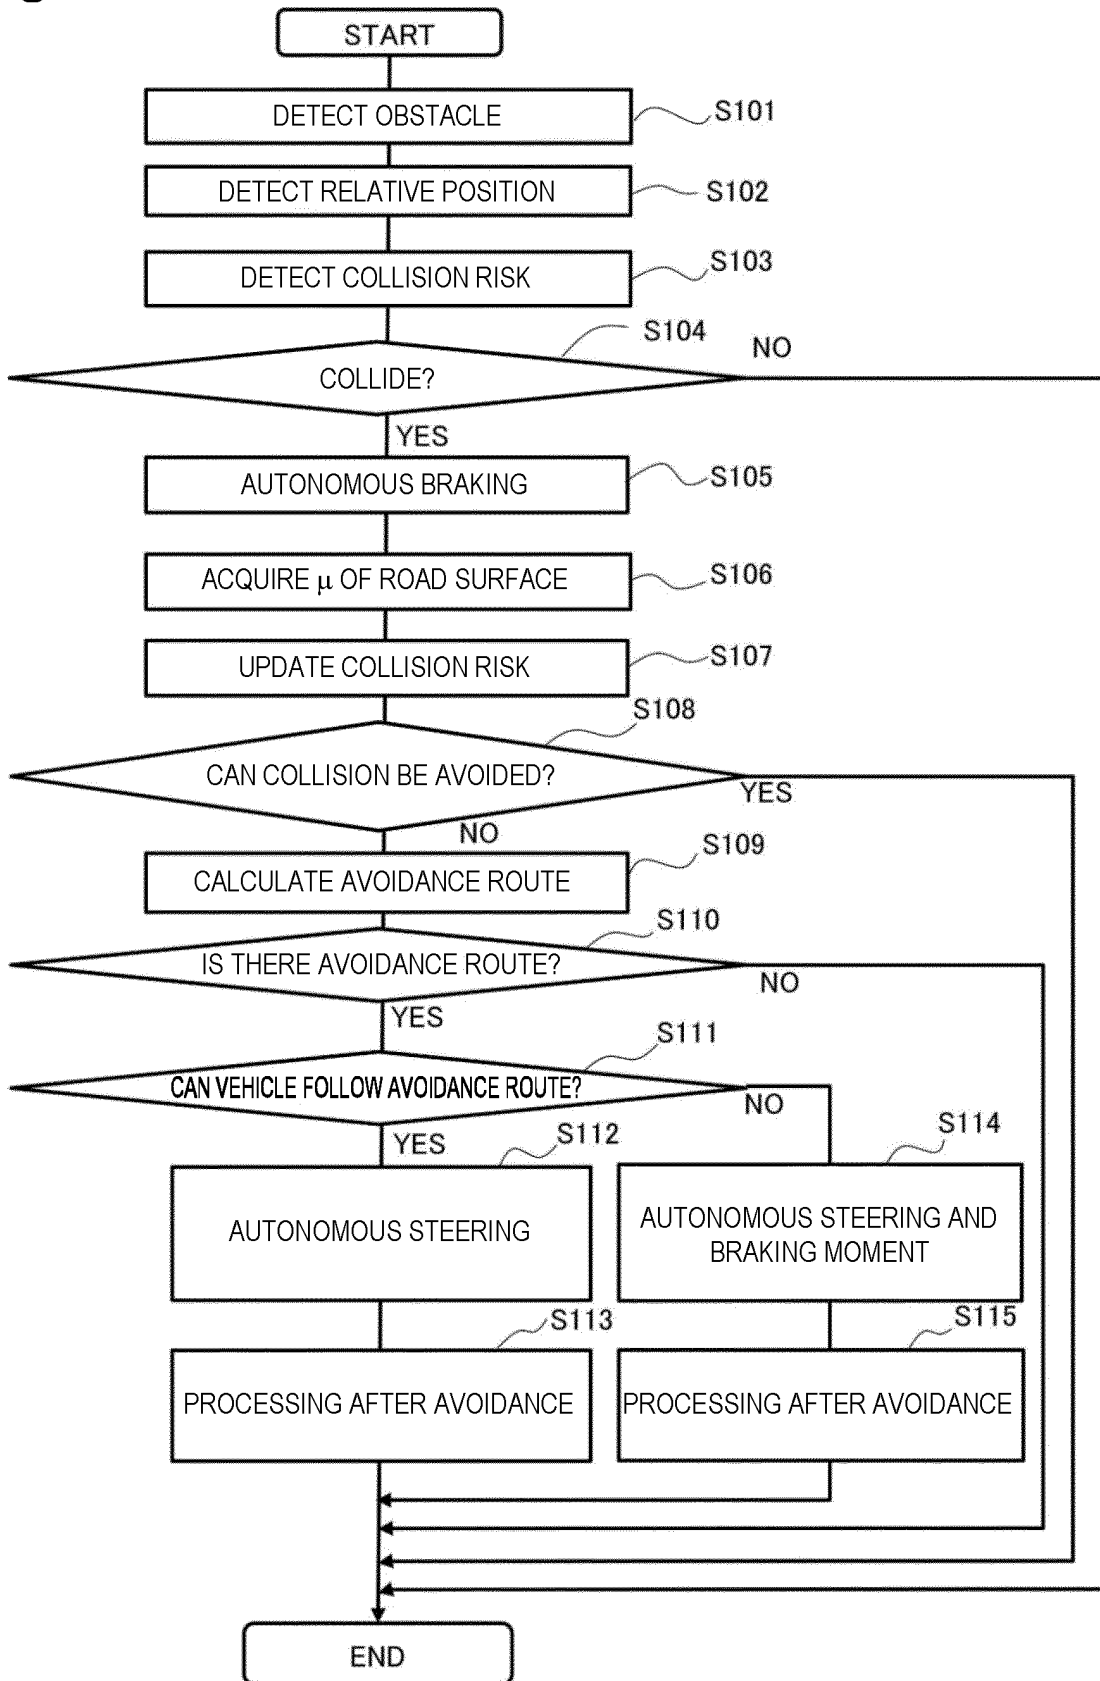 START
DETECT OBSTACLE
S101
DETECT RELATIVE POSITION
S102
DETECT COLLISION RISK
S103
S104
NO
COLLIDE?
YES
AUTONOMOUS BRAKING
S105
ACQUIRE μ OF ROAD SURFACE
S106
UPDATE COLLISION RISK
S107
S108
CAN COLLISION BE AVOIDED?
YES
NO
S109
CALCULATE AVOIDANCE ROUTE
S110
IS THERE AVOIDANCE ROUTE?
NO
YES
S111
CAN VEHICLE FOLLOW AVOIDANCE ROUTE?
NO
YES
S112
S114
AUTONOMOUS STEERING
AUTONOMOUS STEERING AND
BRAKING MOMENT
S113
S115
PROCESSING AFTER AVOIDANCE
PROCESSING AFTER AVOIDANCE
END